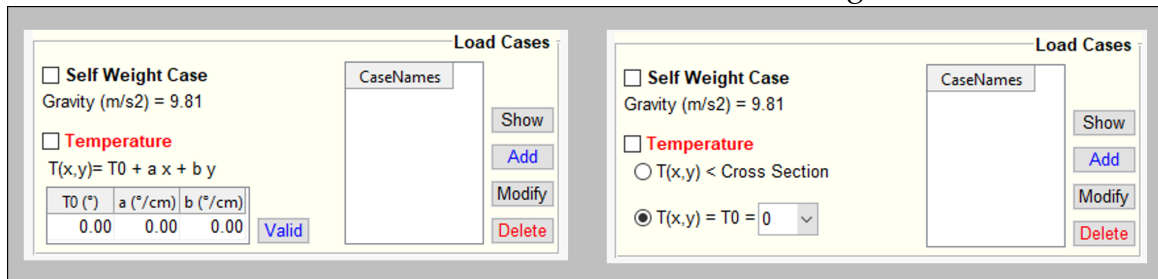 Load Cases
Self Weight Case
CaseNames
Gravity (m/s2) = 9.81
Show
Temperature
Add
T(x,y)= T0 + a x + b y
Modify
T0 (°) a (°/cm) b (°/cm)
0.00 0.00 0.00
Valid
Delete
Load Cases
Self Weight Case
CaseNames
Gravity (m/s2) = 9.81
Show
Temperature
Add
T(x,y) < Cross Section
Modify
T(x,y) = T0 = 0
Delete